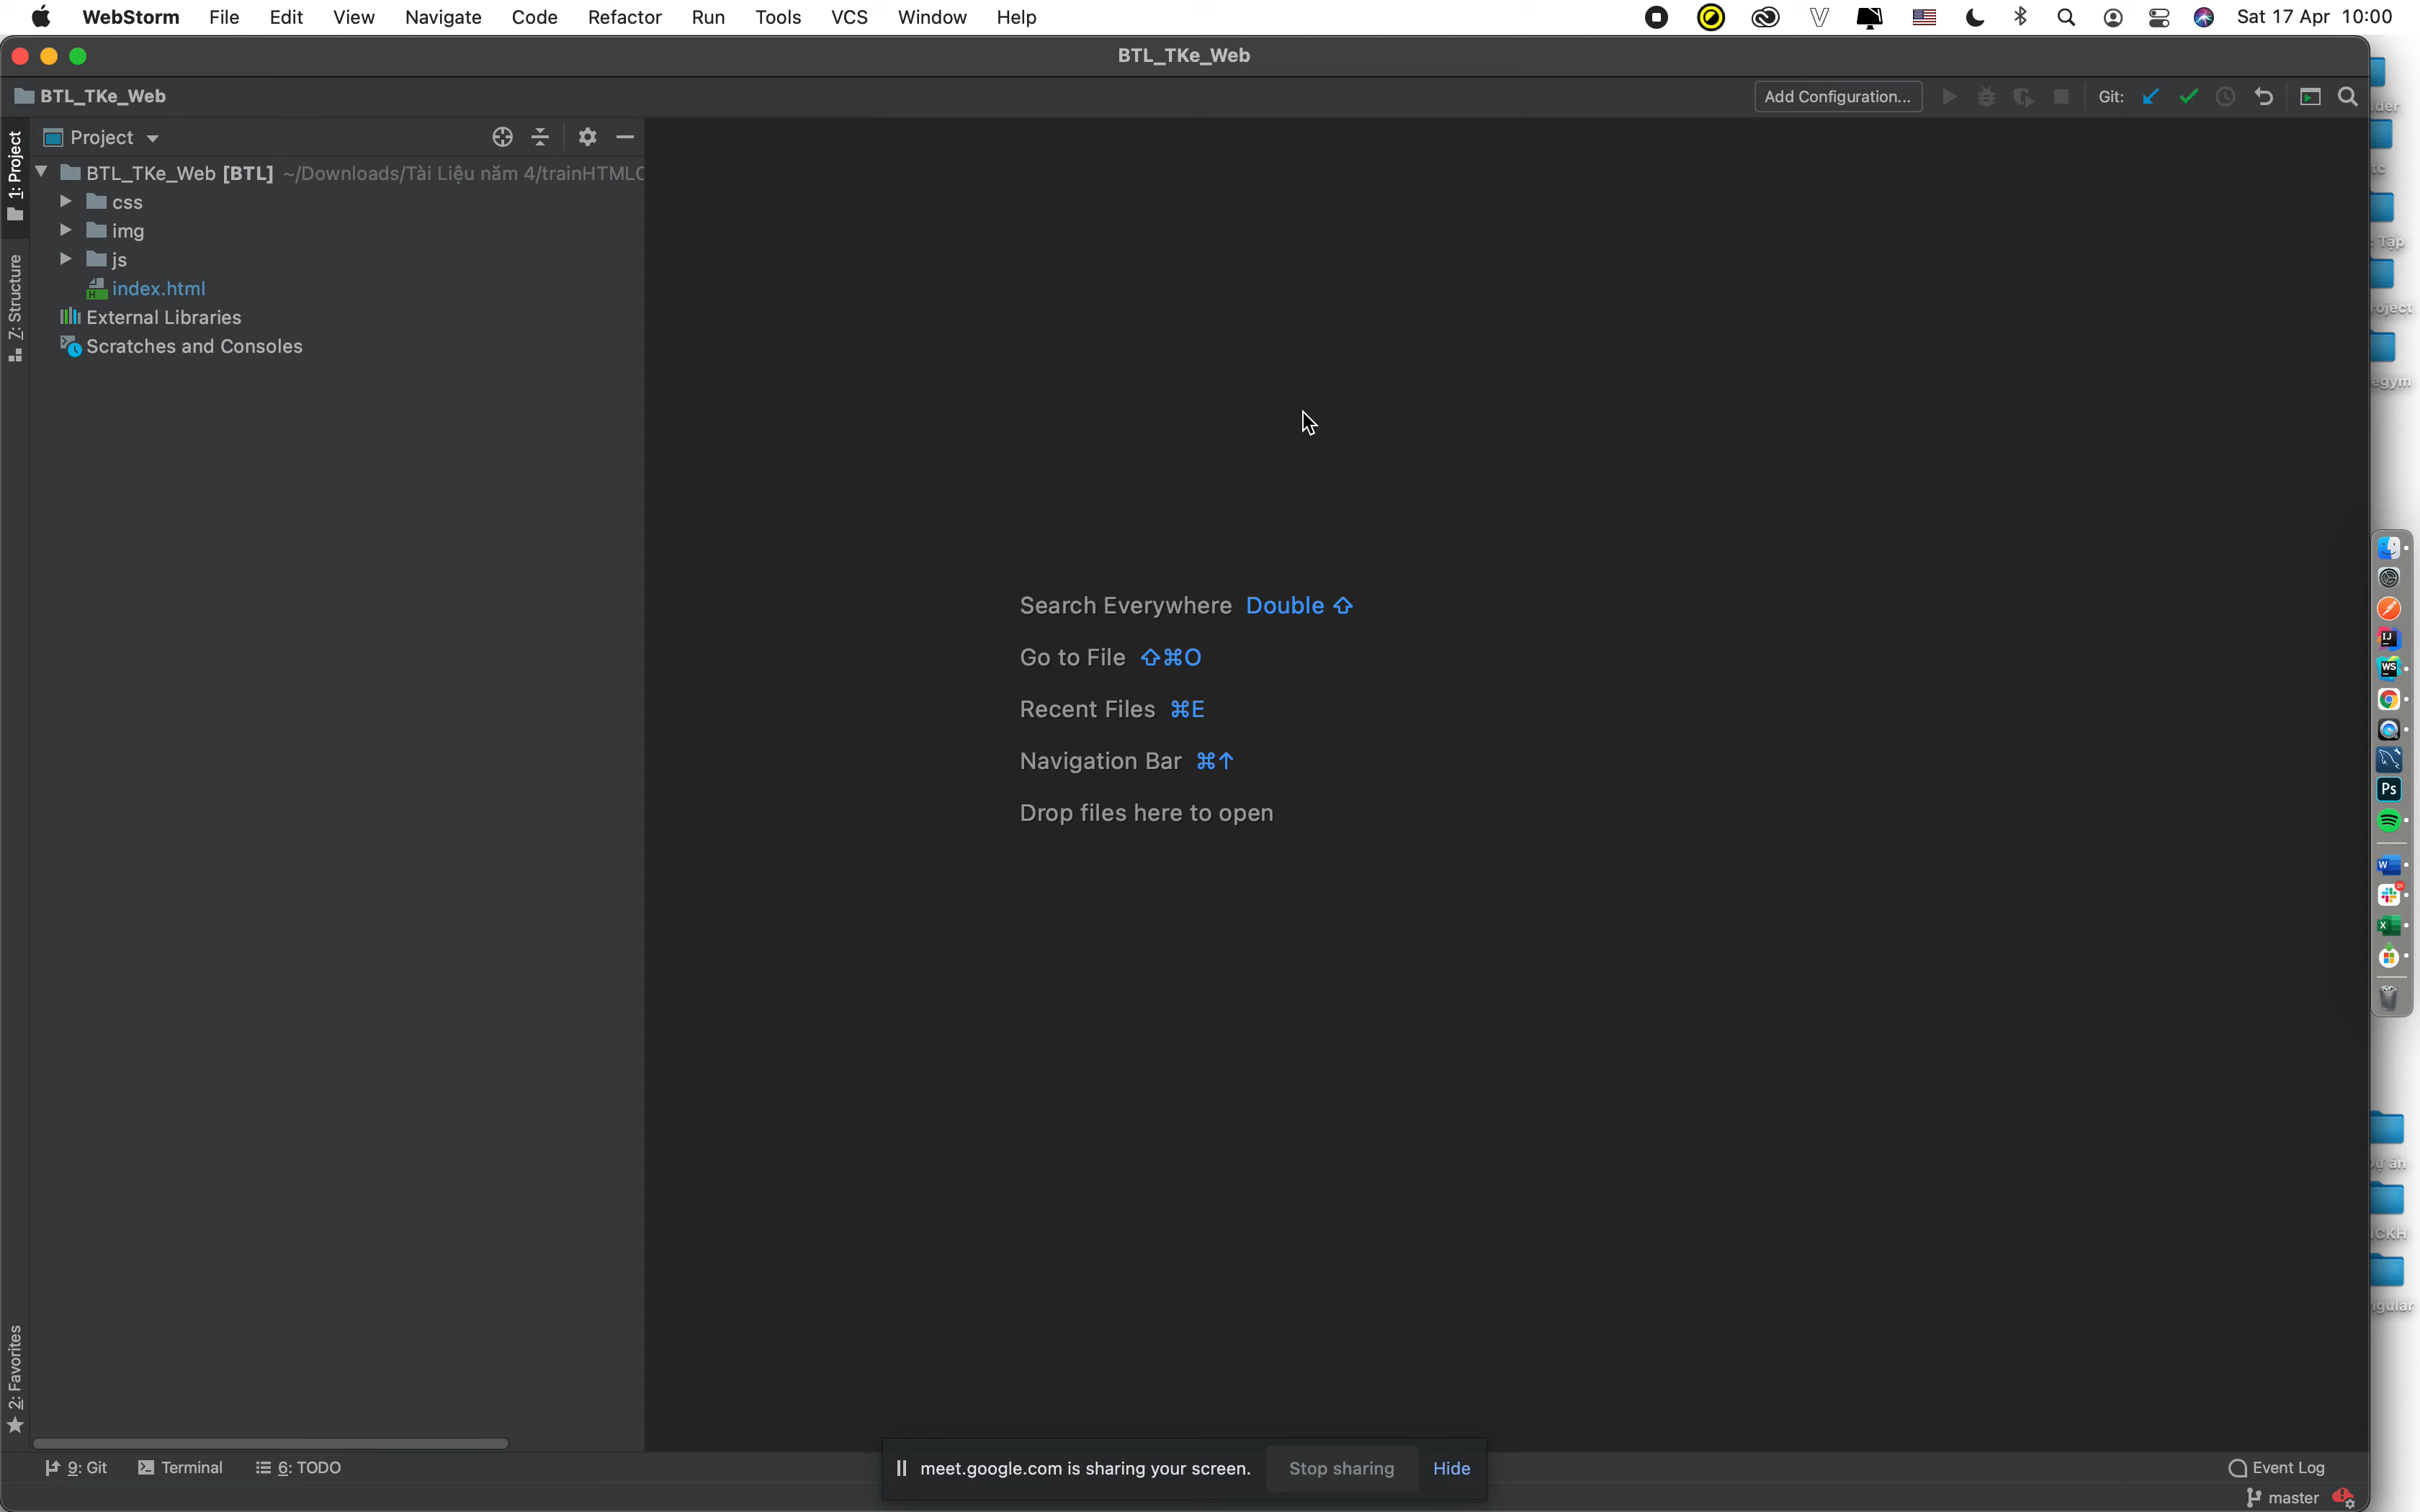 WebStorm File Edit View Navigate Code Refactor Run Tools VCS Window Help Sat 17 Apr 10:00
BTL_TKe_Web
BTL_TKe_Web Add Configuration... Git:
1: Project
Project
BTL_TKe_Web [BTL] ~/Downloads/Tài Liệu năm 4/trainHTMLC
css
img
js
index.html
External Libraries
Scratches and Consoles
Z: Structure
Search Everywhere Double ⇧
Go to File ⇧⌘O
Recent Files ⌘E
Navigation Bar ⌘↑
Drop files here to open
2: Favorites
IJ
WS
Ps
W
X
9: Git Terminal 6: TODO
meet.google.com is sharing your screen. Stop sharing Hide
Event Log
master